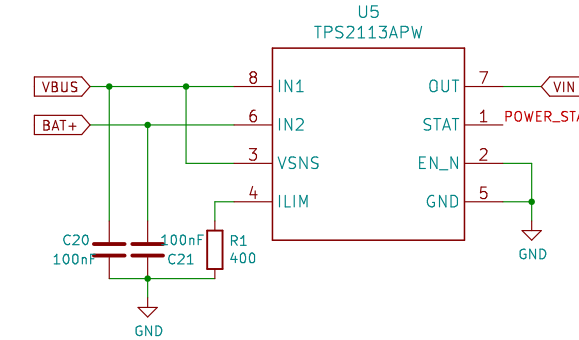 U5
TPS2113APW
VBUS
8
IN1
OUT
7
VIN
BAT+
6
IN2
STAT
1
POWER_STA
3
VSNS
EN_N
2
4
ILIM
GND
5
C20
100nF
100nF
C21
R1
400
GND
GND